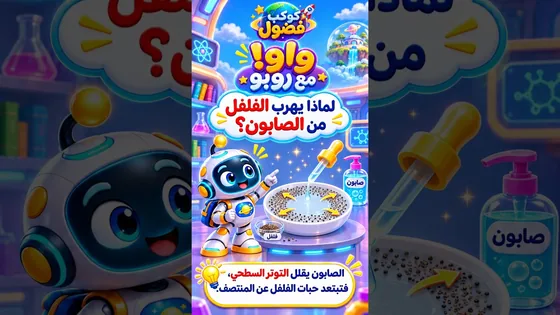 كوكب
فضول
واو!
مع روبو
لماذا يهرب الفلفل
من الصابون؟
صابون
صابون
فلفل
الصابون يقلل التوتر السطحي،
فتبتعد حبات الفلفل عن المنتصف.